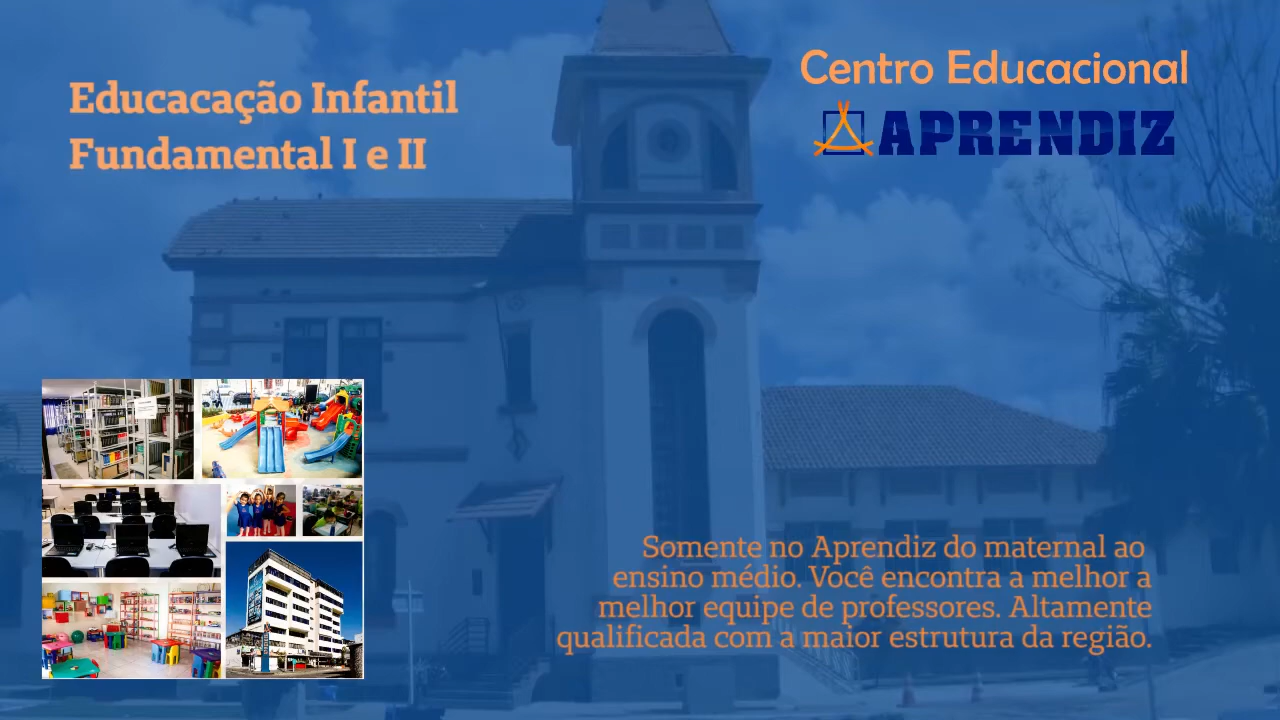 Educacação Infantil
Fundamental I e II
Centro Educacional
APRENDIZ
Somente no Aprendiz do maternal ao
ensino médio. Você encontra a melhor a
melhor equipe de professores. Altamente
qualificada com a maior estrutura da região.